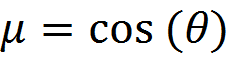 μ = cos (θ)